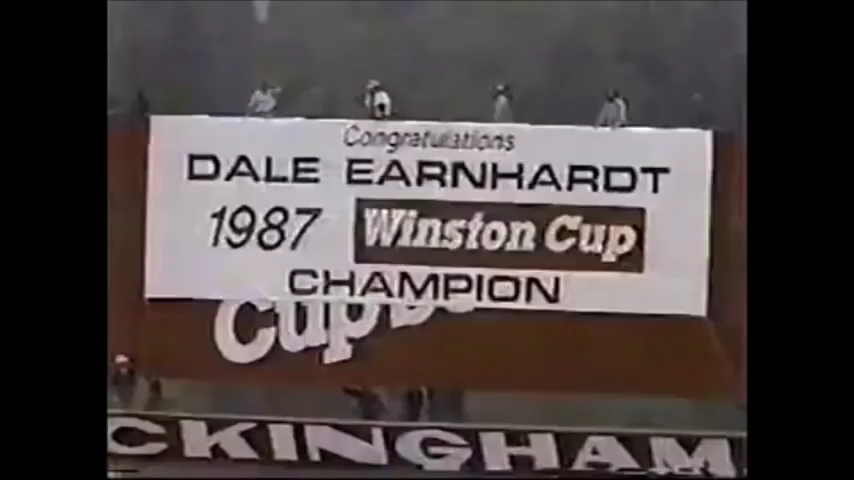 Congratulations
DALE EARNHARDT
1987 Winston Cup
CHAMPION
Cup
CKINGHAM